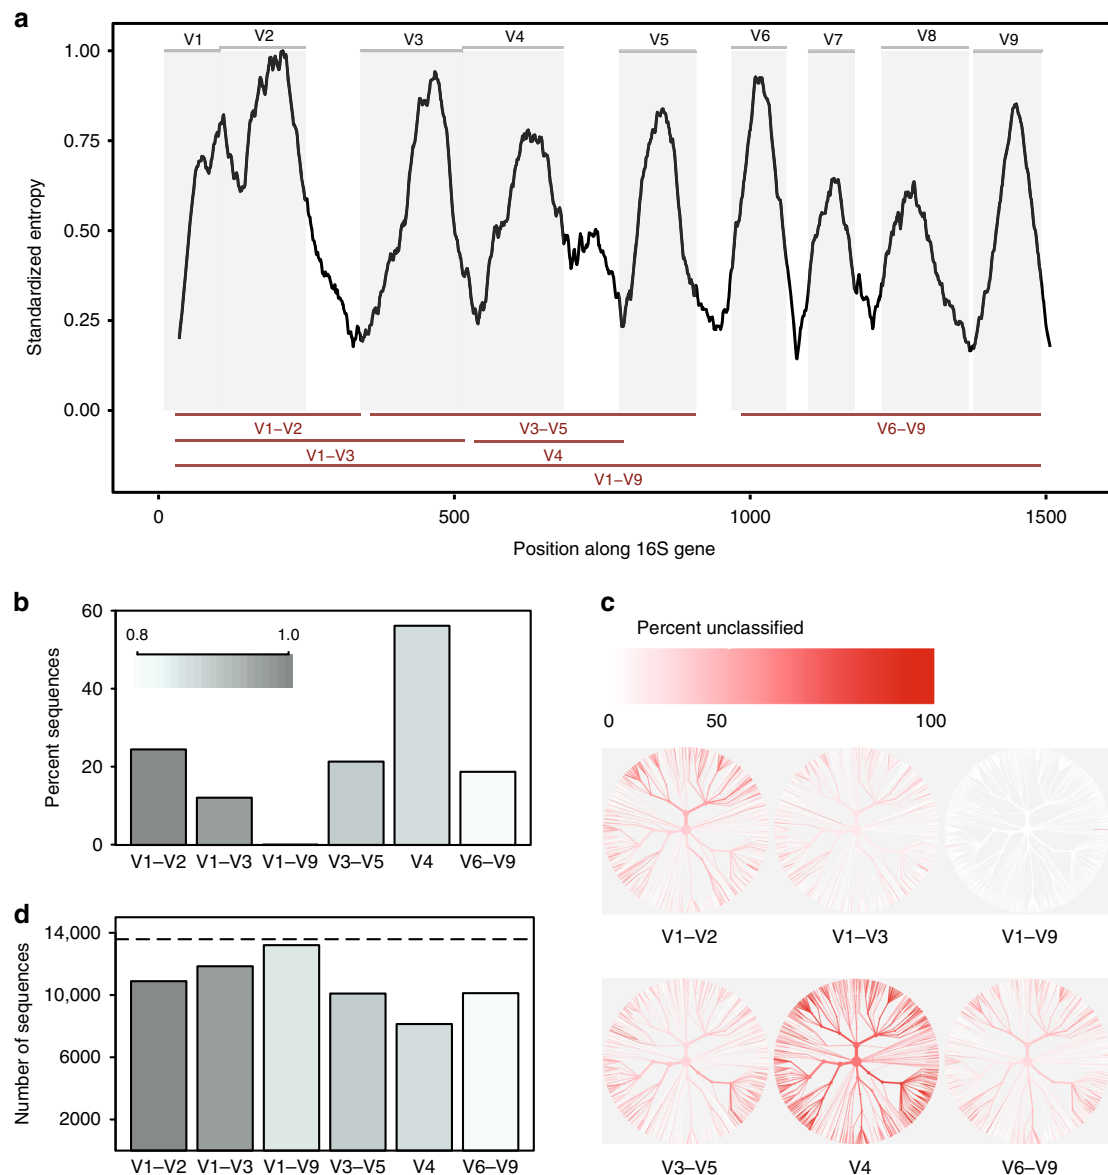 a
V1 V2 V3 V4 V5 V6 V7 V8 V9
1.00
0.75
0.50
0.25
0.00
Standardized entropy
V1–V2 V3–V5 V6–V9
V1–V3 V4
V1–V9
0 500 1000 1500
Position along 16S gene
b
60
40
20
0
Percent sequences
0.8 1.0
V1–V2 V1–V3 V1–V9 V3–V5 V4 V6–V9
c
Percent unclassified
0 50 100
V1–V2 V1–V3 V1–V9
V3–V5 V4 V6–V9
d
14,000
10,000
6000
2000
Number of sequences
V1–V2 V1–V3 V1–V9 V3–V5 V4 V6–V9